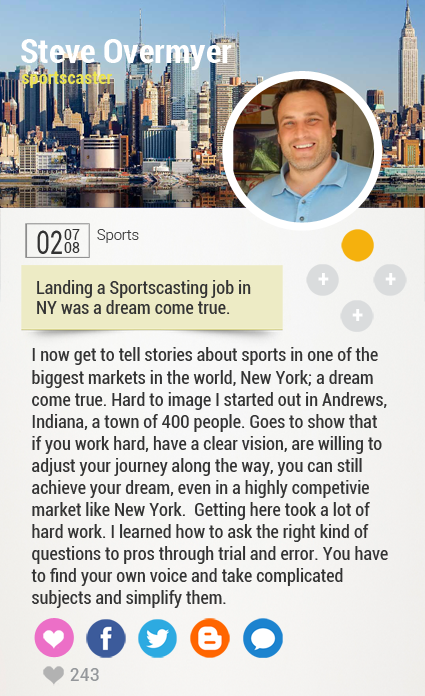 Steve Overmyer
sportscaster
02 07
08
Sports
Landing a Sportscasting job in
NY was a dream come true.
I now get to tell stories about sports in one of the
biggest markets in the world, New York; a dream
come true. Hard to image I started out in Andrews,
Indiana, a town of 400 people. Goes to show that
if you work hard, have a clear vision, are willing to
adjust your journey along the way, you can still
achieve your dream, even in a highly competivie
market like New York.  Getting here took a lot of
hard work. I learned how to ask the right kind of
questions to pros through trial and error. You have
to find your own voice and take complicated
subjects and simplify them.
243